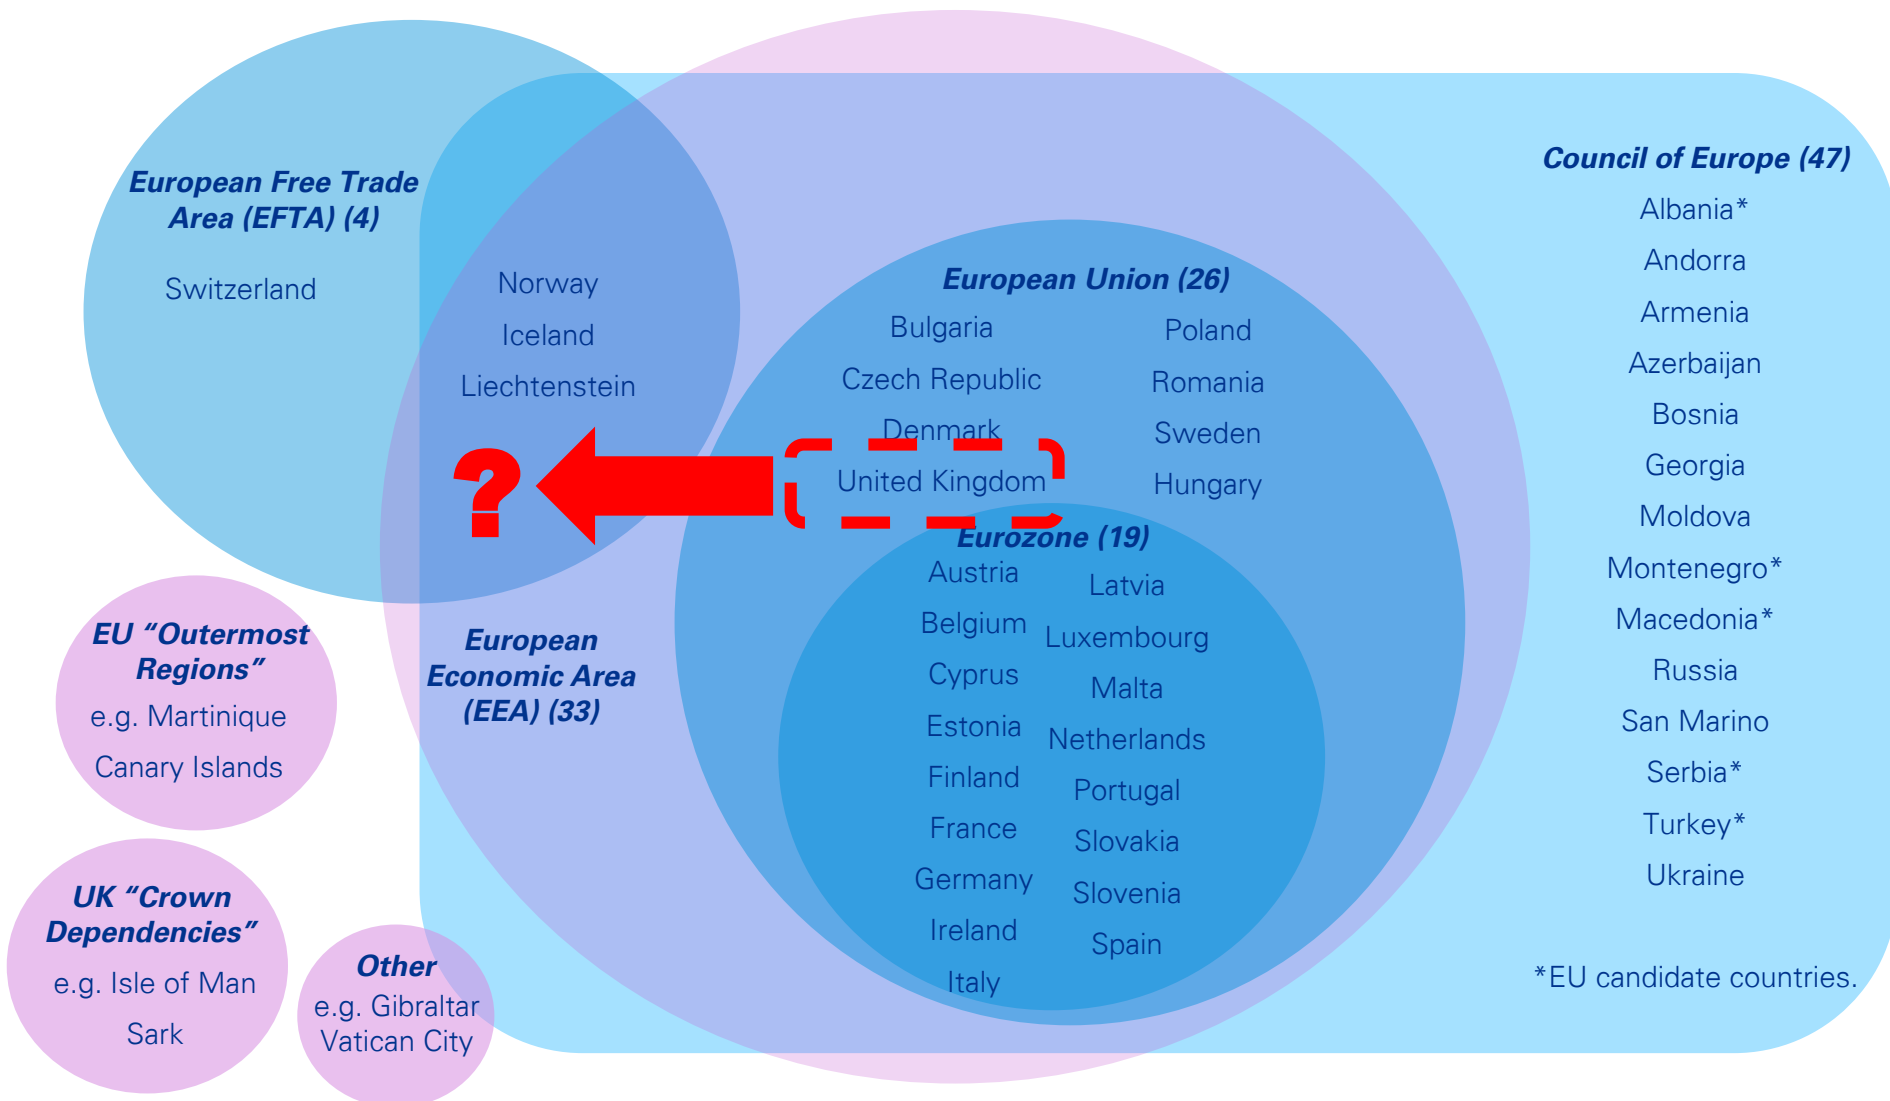 European Free Trade
Area (EFTA) (4)
Switzerland
Norway
Iceland
Liechtenstein
?
European
Economic Area
(EEA) (33)
European Union (26)
Bulgaria
Czech Republic
Denmark
United Kingdom
Poland
Romania
Sweden
Hungary
Eurozone (19)
Austria
Belgium
Cyprus
Estonia
Finland
France
Germany
Ireland
Italy
Latvia
Luxembourg
Malta
Netherlands
Portugal
Slovakia
Slovenia
Spain
Council of Europe (47)
Albania*
Andorra
Armenia
Azerbaijan
Bosnia
Georgia
Moldova
Montenegro*
Macedonia*
Russia
San Marino
Serbia*
Turkey*
Ukraine
*EU candidate countries.
EU “Outermost
Regions”
e.g. Martinique
Canary Islands
UK “Crown
Dependencies”
e.g. Isle of Man
Sark
Other
e.g. Gibraltar
Vatican City